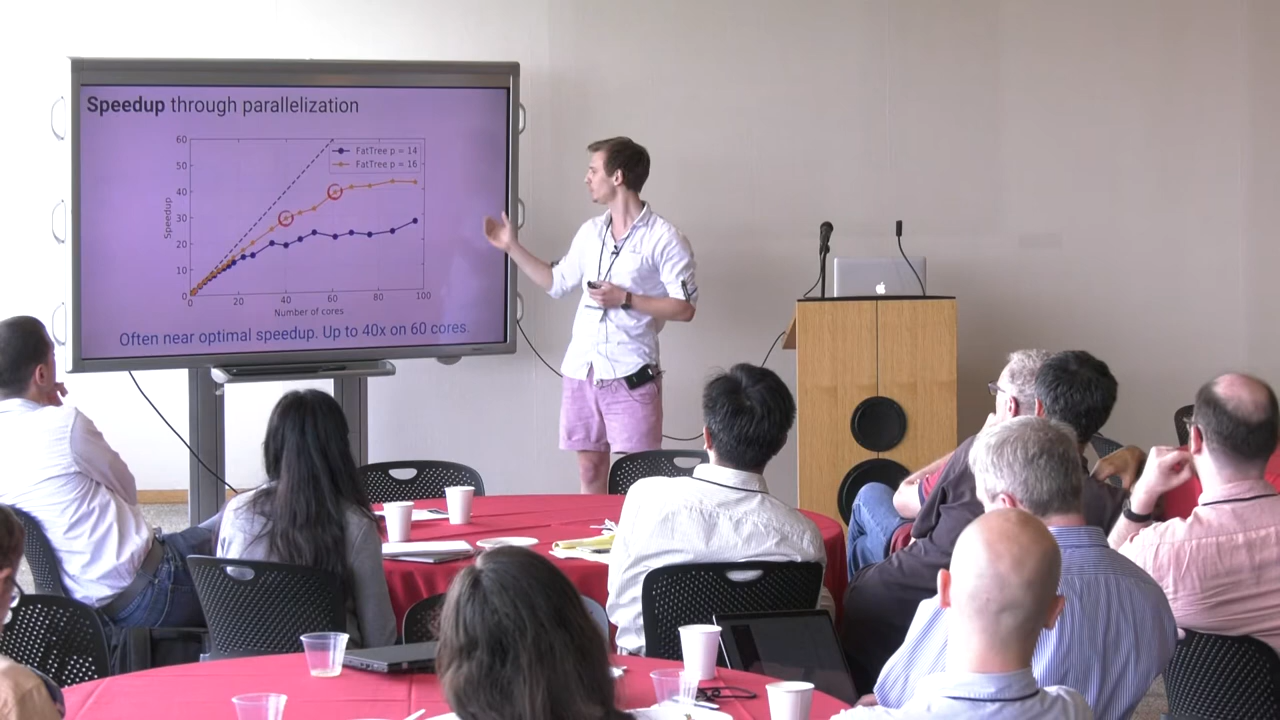 Speedup through parallelization
60
50
40
30
20
10
0
0
20
40
60
80
100
Speedup
Number of cores
FatTree p = 14
FatTree p = 16
Often near optimal speedup. Up to 40x on 60 cores.